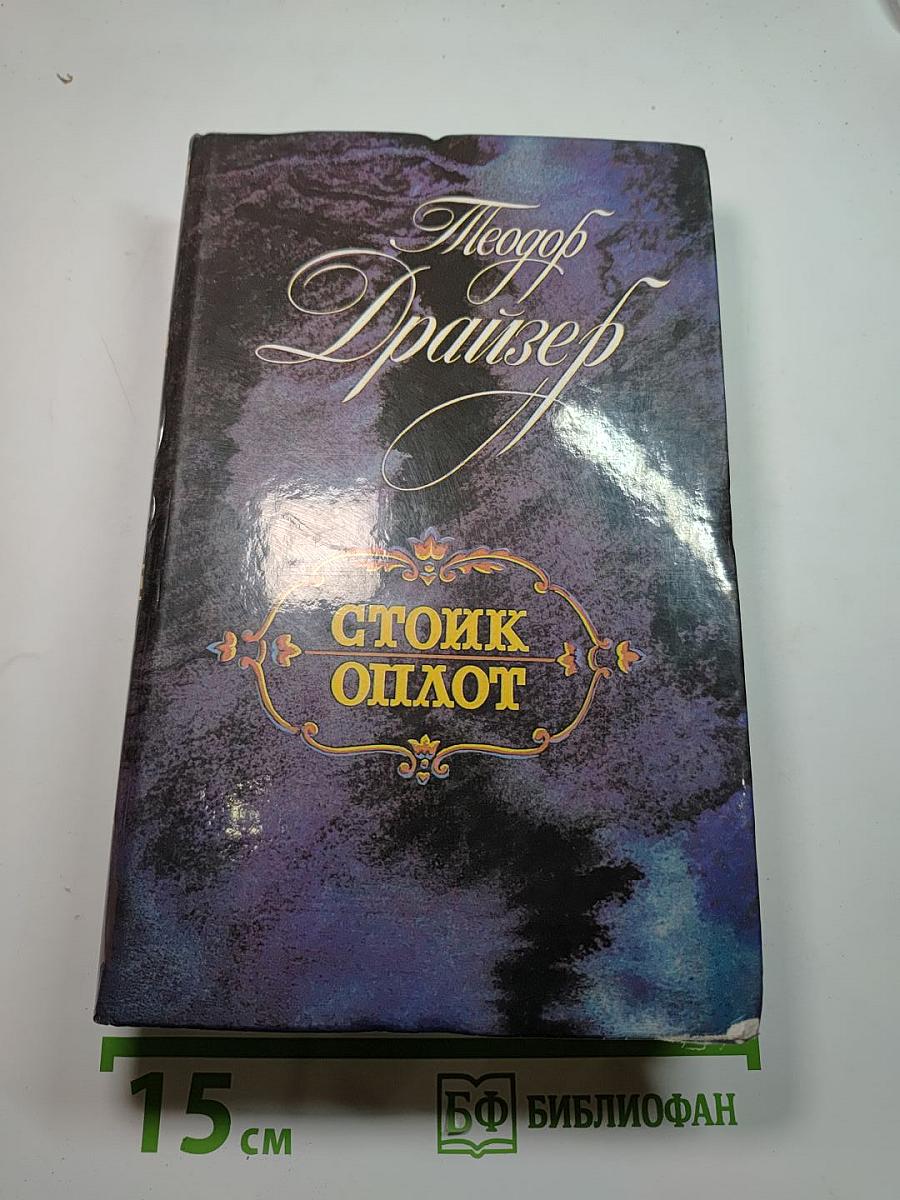 Теодор
Драйзер
СТОИК
ОПЛОТ
15 см
БФ БИБЛИОФАН